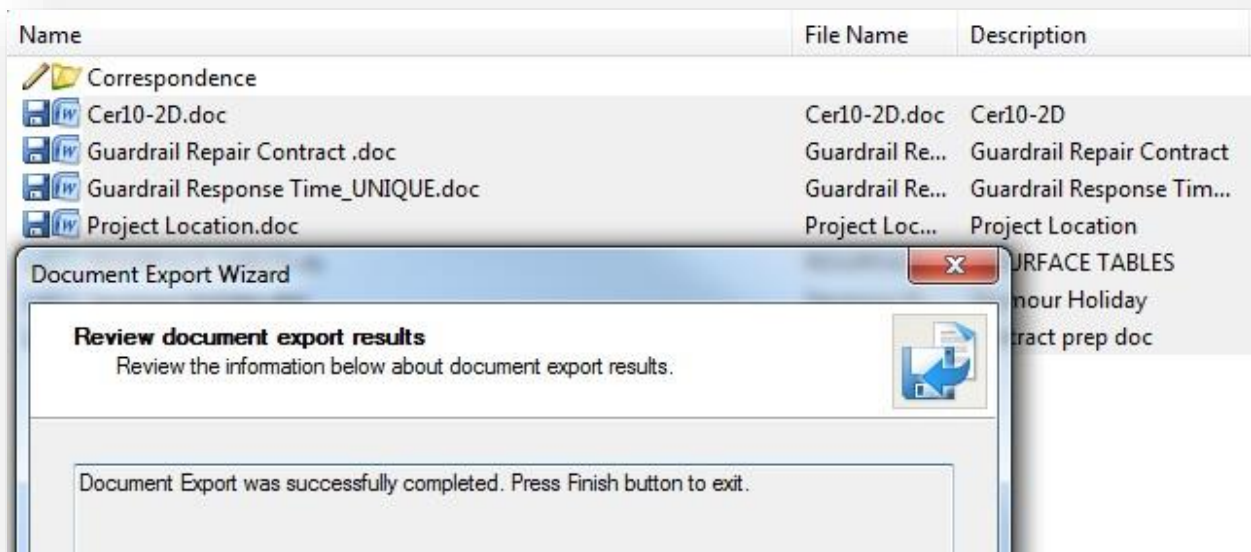 Name File Name Description
Correspondence
Cer10-2D.doc Cer10-2D.doc Cer10-2D
Guardrail Repair Contract .doc Guardrail Re... Guardrail Repair Contract
Guardrail Response Time_UNIQUE.doc Guardrail Re... Guardrail Response Tim...
Project Location.doc Project Loc... Project Location
Document Export Wizard
TABLES
Holiday
prep doc
Review document export results
Review the information below about document export results.
Document Export was successfully completed. Press Finish button to exit.